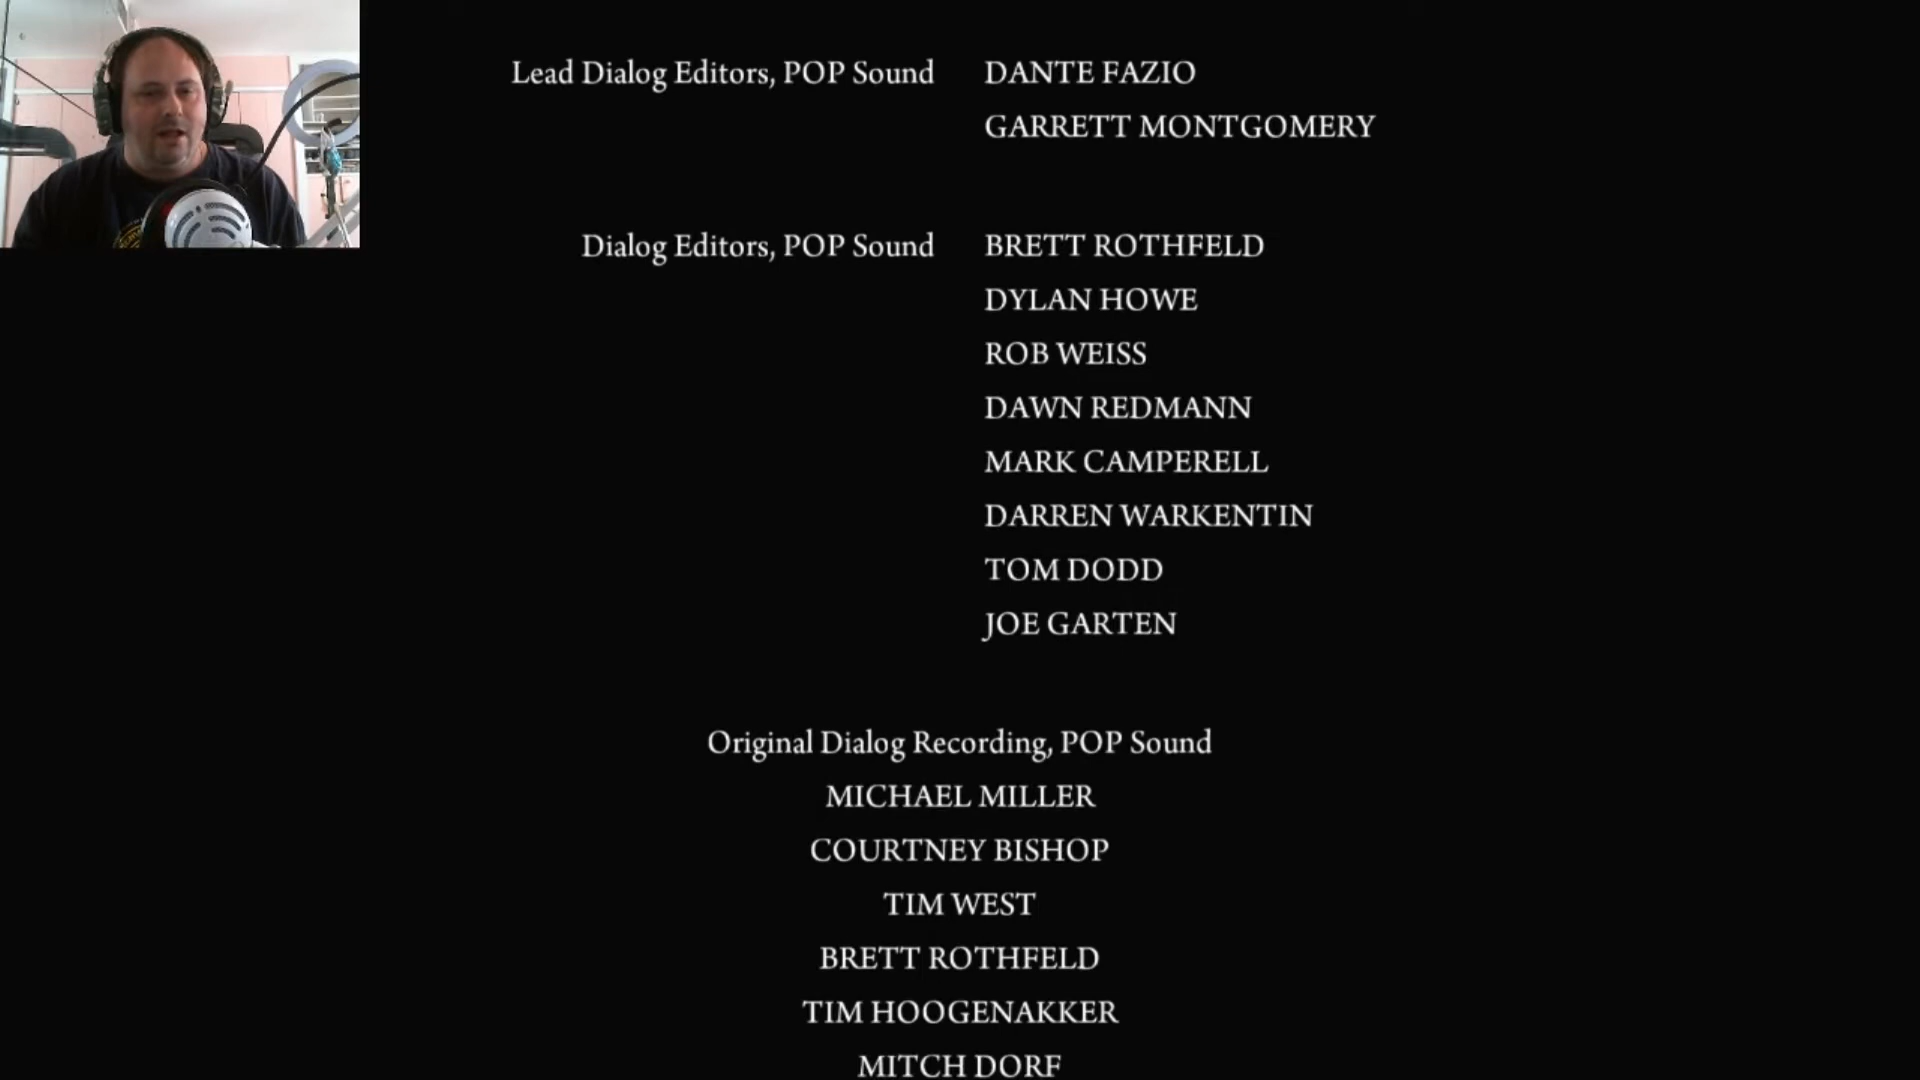 Lead Dialog Editors, POP Sound DANTE FAZIO
GARRETT MONTGOMERY
Dialog Editors, POP Sound BRETT ROTHFELD
DYLAN HOWE
ROB WEISS
DAWN REDMANN
MARK CAMPERELL
DARREN WARKENTIN
TOM DODD
JOE GARTEN
Original Dialog Recording, POP Sound
MICHAEL MILLER
COURTNEY BISHOP
TIM WEST
BRETT ROTHFELD
TIM HOOGENAKKER
MITCH DORF